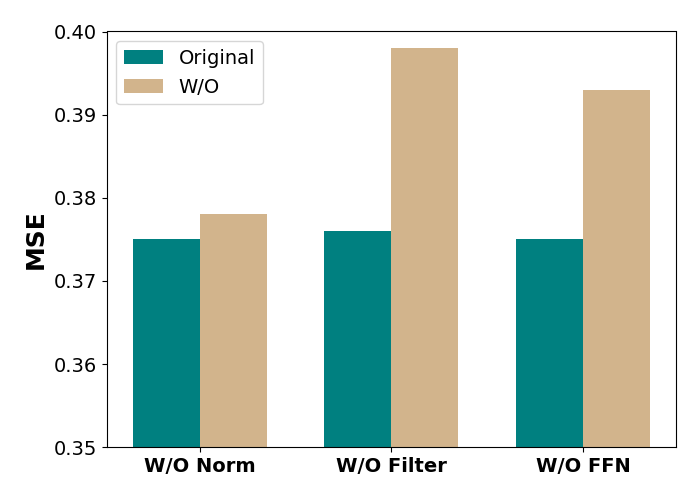 0.40
0.39
0.38
0.37
0.36
0.35
MSE
Original
W/O
W/O Norm
W/O Filter
W/O FFN